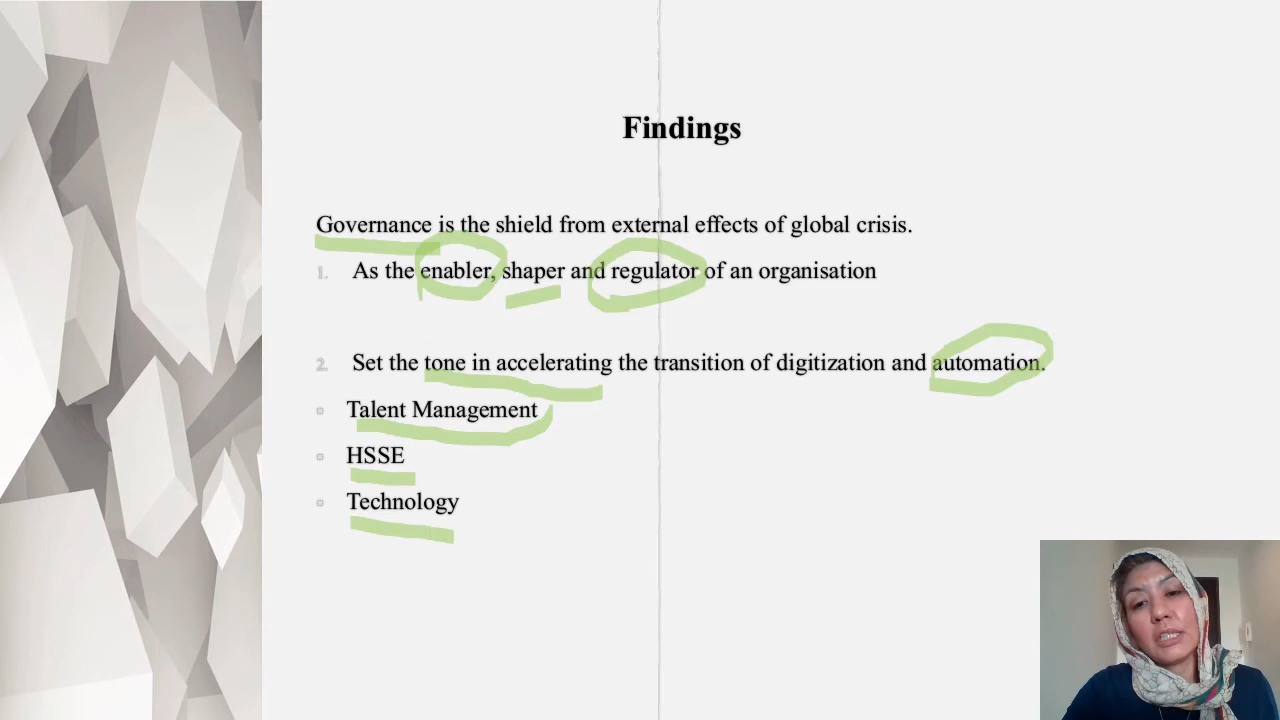 Findings
Governance is the shield from external effects of global crisis.
1. As the enabler, shaper and regulator of an organisation
2. Set the tone in accelerating the transition of digitization and automation.
Talent Management
HSSE
Technology